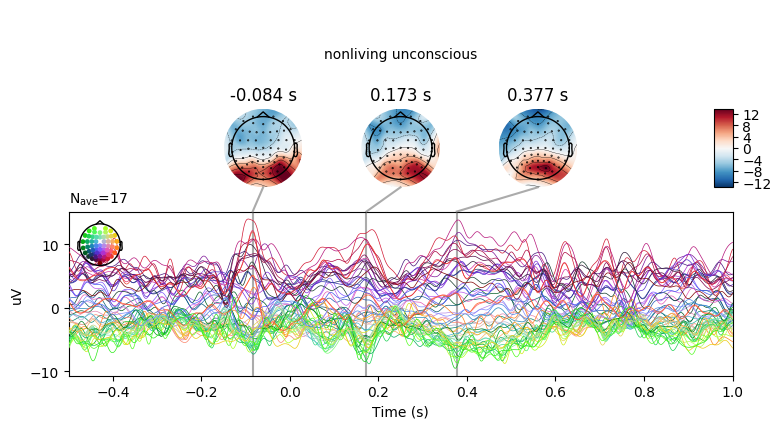 nonliving unconscious
-0.084 s 0.173 s 0.377 s
12
8
4
0
−4
−8
−12
Nave=17
10
0
−10
uV
−0.4 −0.2 0.0 0.2 0.4 0.6 0.8 1.0
Time (s)